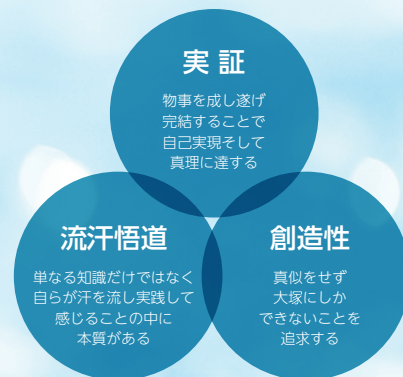 実証
物事を成し遂げ
完結することで
自己実現そして
真理に達する
流汗悟道
単なる知識だけではなく
自らが汗を流し実践して
感じることの中に
本質がある
創造性
真似をせず
大塚にしか
できないことを
追求する